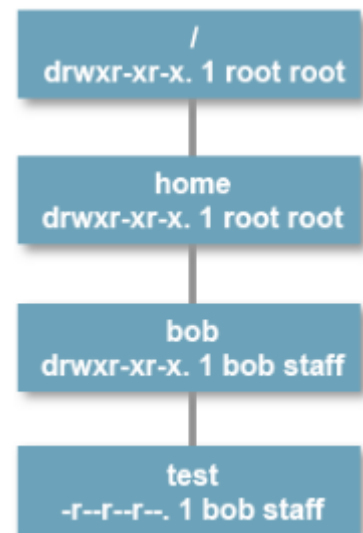 /
drwxr-xr-x. 1 root root
home
drwxr-xr-x. 1 root root
bob
drwxr-xr-x. 1 bob staff
test
-r--r--r--. 1 bob staff